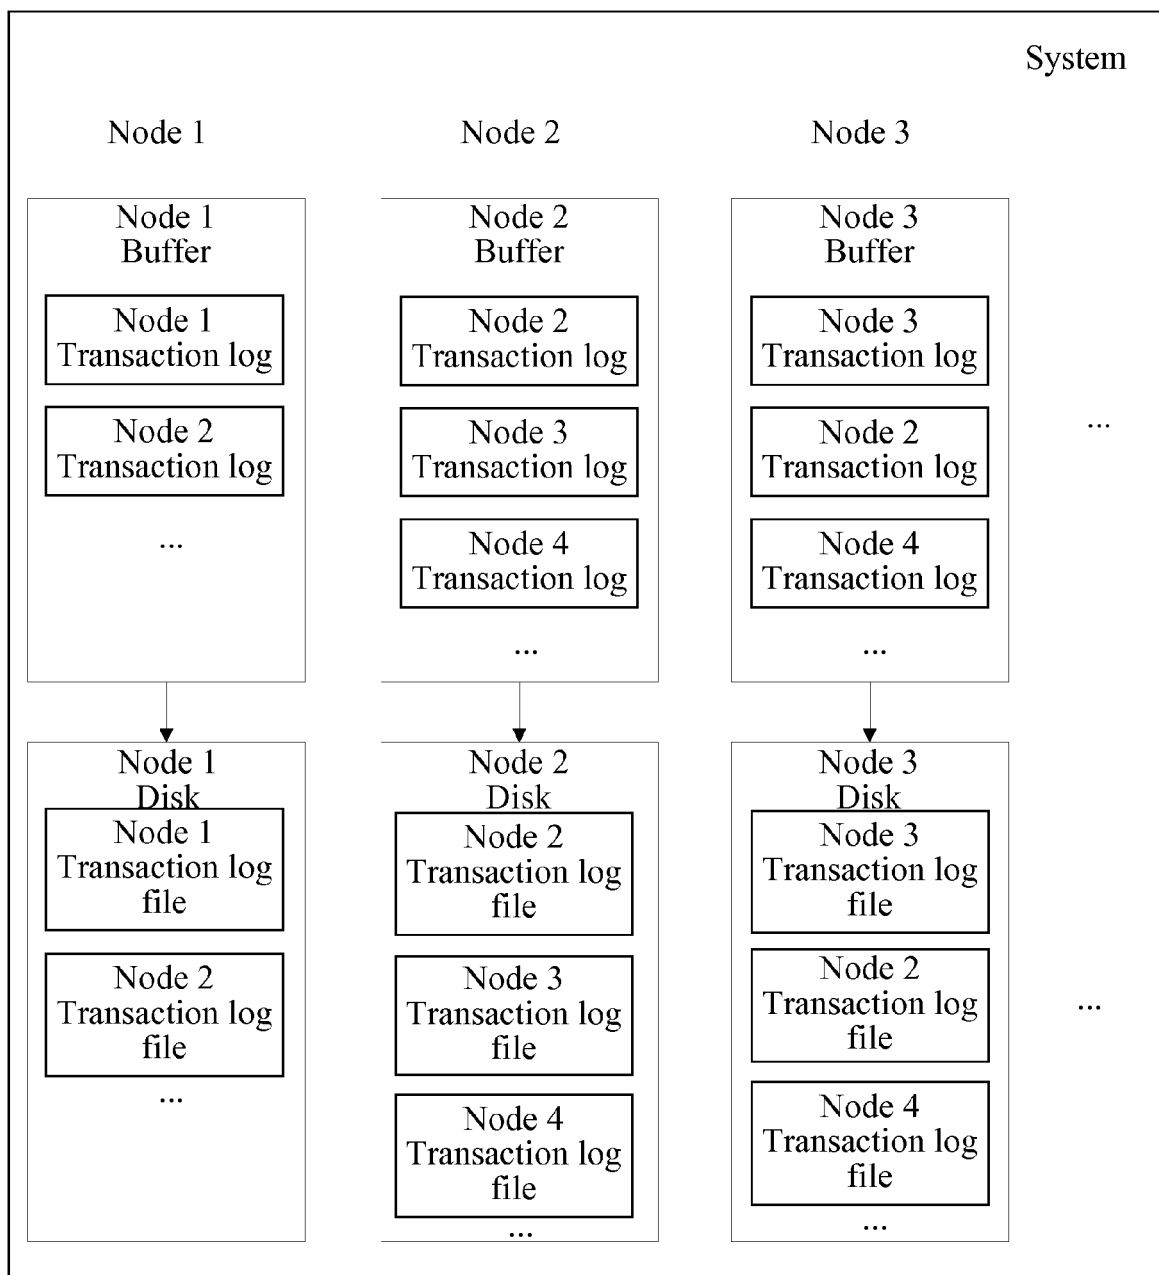 System
Node 1
Node 2
Node 3
Node 1
Buffer
Node 1
Transaction log
Node 2
Transaction log
...
Node 2
Buffer
Node 2
Transaction log
Node 3
Transaction log
Node 4
Transaction log
...
Node 3
Buffer
Node 3
Transaction log
Node 2
Transaction log
Node 4
Transaction log
...
...
Node 1
Disk
Node 1
Transaction log
file
Node 2
Transaction log
file
...
Node 2
Disk
Node 2
Transaction log
file
Node 3
Transaction log
file
Node 4
Transaction log
file
...
Node 3
Disk
Node 3
Transaction log
file
Node 2
Transaction log
file
Node 4
Transaction log
file
...
...